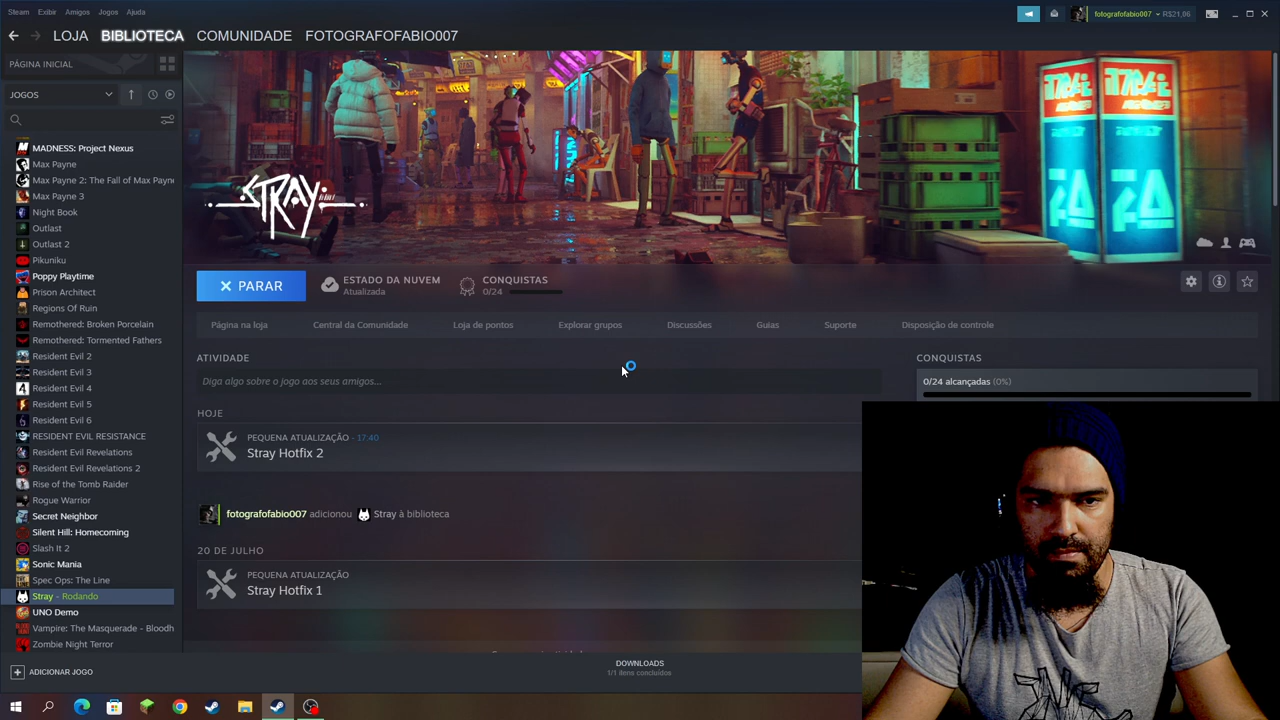 Steam Exibir Amigos Jogos Ajuda
fotografofabio007 R$21,06
LOJA BIBLIOTECA COMUNIDADE FOTOGRAFOFABIO007
PÁGINA INICIAL
JOGOS
MADNESS: Project Nexus
Max Payne
Max Payne 2: The Fall of Max Payn
Max Payne 3
Night Book
Outlast
Outlast 2
Pikuniku
Poppy Playtime
Prison Architect
Regions Of Ruin
Remothered: Broken Porcelain
Remothered: Tormented Fathers
Resident Evil 2
Resident Evil 3
Resident Evil 4
Resident Evil 5
Resident Evil 6
RESIDENT EVIL RESISTANCE
Resident Evil Revelations
Resident Evil Revelations 2
Rise of the Tomb Raider
Rogue Warrior
Secret Neighbor
Silent Hill: Homecoming
Slash It 2
Sonic Mania
Spec Ops: The Line
Stray - Rodando
UNO Demo
Vampire: The Masquerade - Bloodh
Zombie Night Terror
ADICIONAR JOGO
STRAY
PARAR
ESTADO DA NUVEM
Atualizada
CONQUISTAS
0/24
Página na loja Central da Comunidade Loja de pontos Explorar grupos Discussões Guias Suporte Disposição de controle
ATIVIDADE
Diga algo sobre o jogo aos seus amigos...
HOJE
PEQUENA ATUALIZAÇÃO - 17:40
Stray Hotfix 2
fotografofabio007 adicionou Stray à biblioteca
20 DE JULHO
PEQUENA ATUALIZAÇÃO
Stray Hotfix 1
CONQUISTAS
0/24 alcançadas (0%)
DOWNLOADS
1/1 itens concluídos